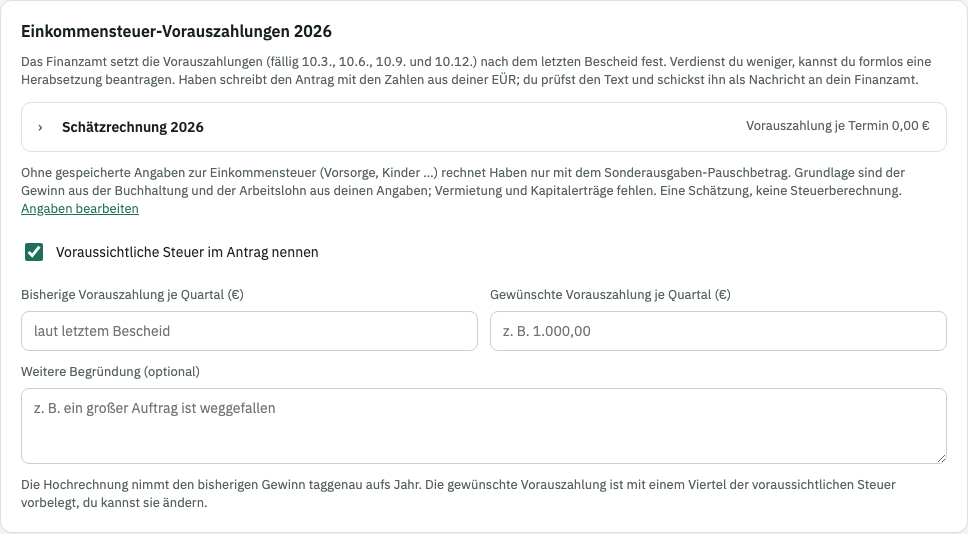 Einkommensteuer-Vorauszahlungen 2026
Das Finanzamt setzt die Vorauszahlungen (fällig 10.3., 10.6., 10.9. und 10.12.) nach dem letzten Bescheid fest. Verdienst du weniger, kannst du formlos eine
Herabsetzung beantragen. Haben schreibt den Antrag mit den Zahlen aus deiner EÜR; du prüfst den Text und schickst ihn als Nachricht an dein Finanzamt.
› Schätzrechnung 2026 Vorauszahlung je Termin 0,00 €
Ohne gespeicherte Angaben zur Einkommensteuer (Vorsorge, Kinder …) rechnet Haben nur mit dem Sonderausgaben-Pauschbetrag. Grundlage sind der
Gewinn aus der Buchhaltung und der Arbeitslohn aus deinen Angaben; Vermietung und Kapitalerträge fehlen. Eine Schätzung, keine Steuerberechnung.
Angaben bearbeiten
Voraussichtliche Steuer im Antrag nennen
Bisherige Vorauszahlung je Quartal (€) Gewünschte Vorauszahlung je Quartal (€)
laut letztem Bescheid z. B. 1.000,00
Weitere Begründung (optional)
z. B. ein großer Auftrag ist weggefallen
Die Hochrechnung nimmt den bisherigen Gewinn taggenau aufs Jahr. Die gewünschte Vorauszahlung ist mit einem Viertel der voraussichtlichen Steuer
vorbelegt, du kannst sie ändern.